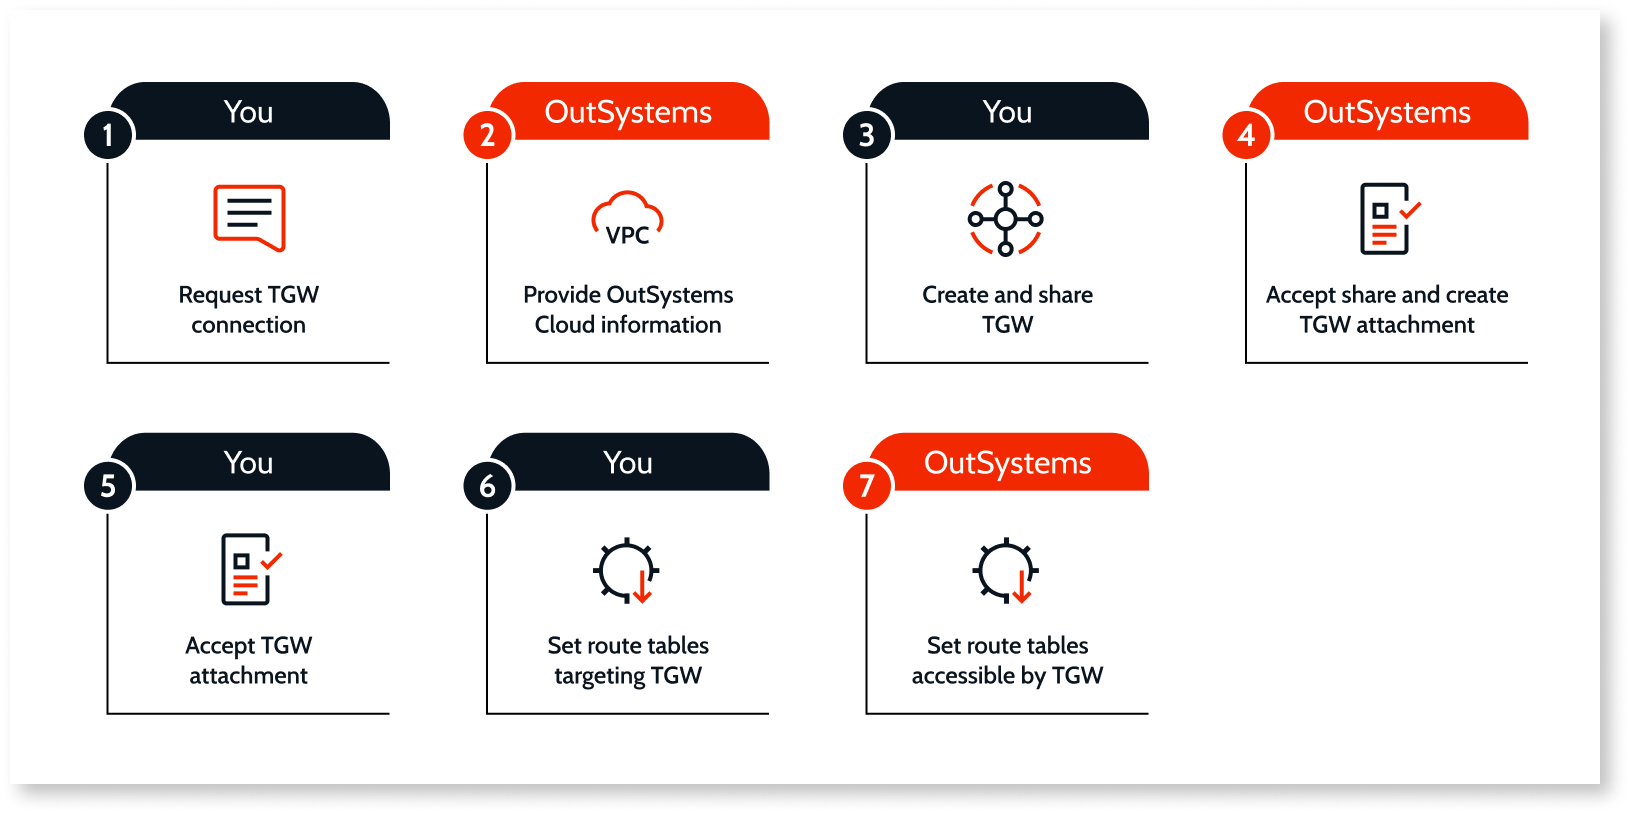 1
You
Request TGW
connection
2
OutSystems
VPC
Provide OutSystems
Cloud information
3
You
Create and share
TGW
4
OutSystems
Accept share and create
TGW attachment
5
You
Accept TGW
attachment
6
You
Set route tables
targeting TGW
7
OutSystems
Set route tables
accessible by TGW